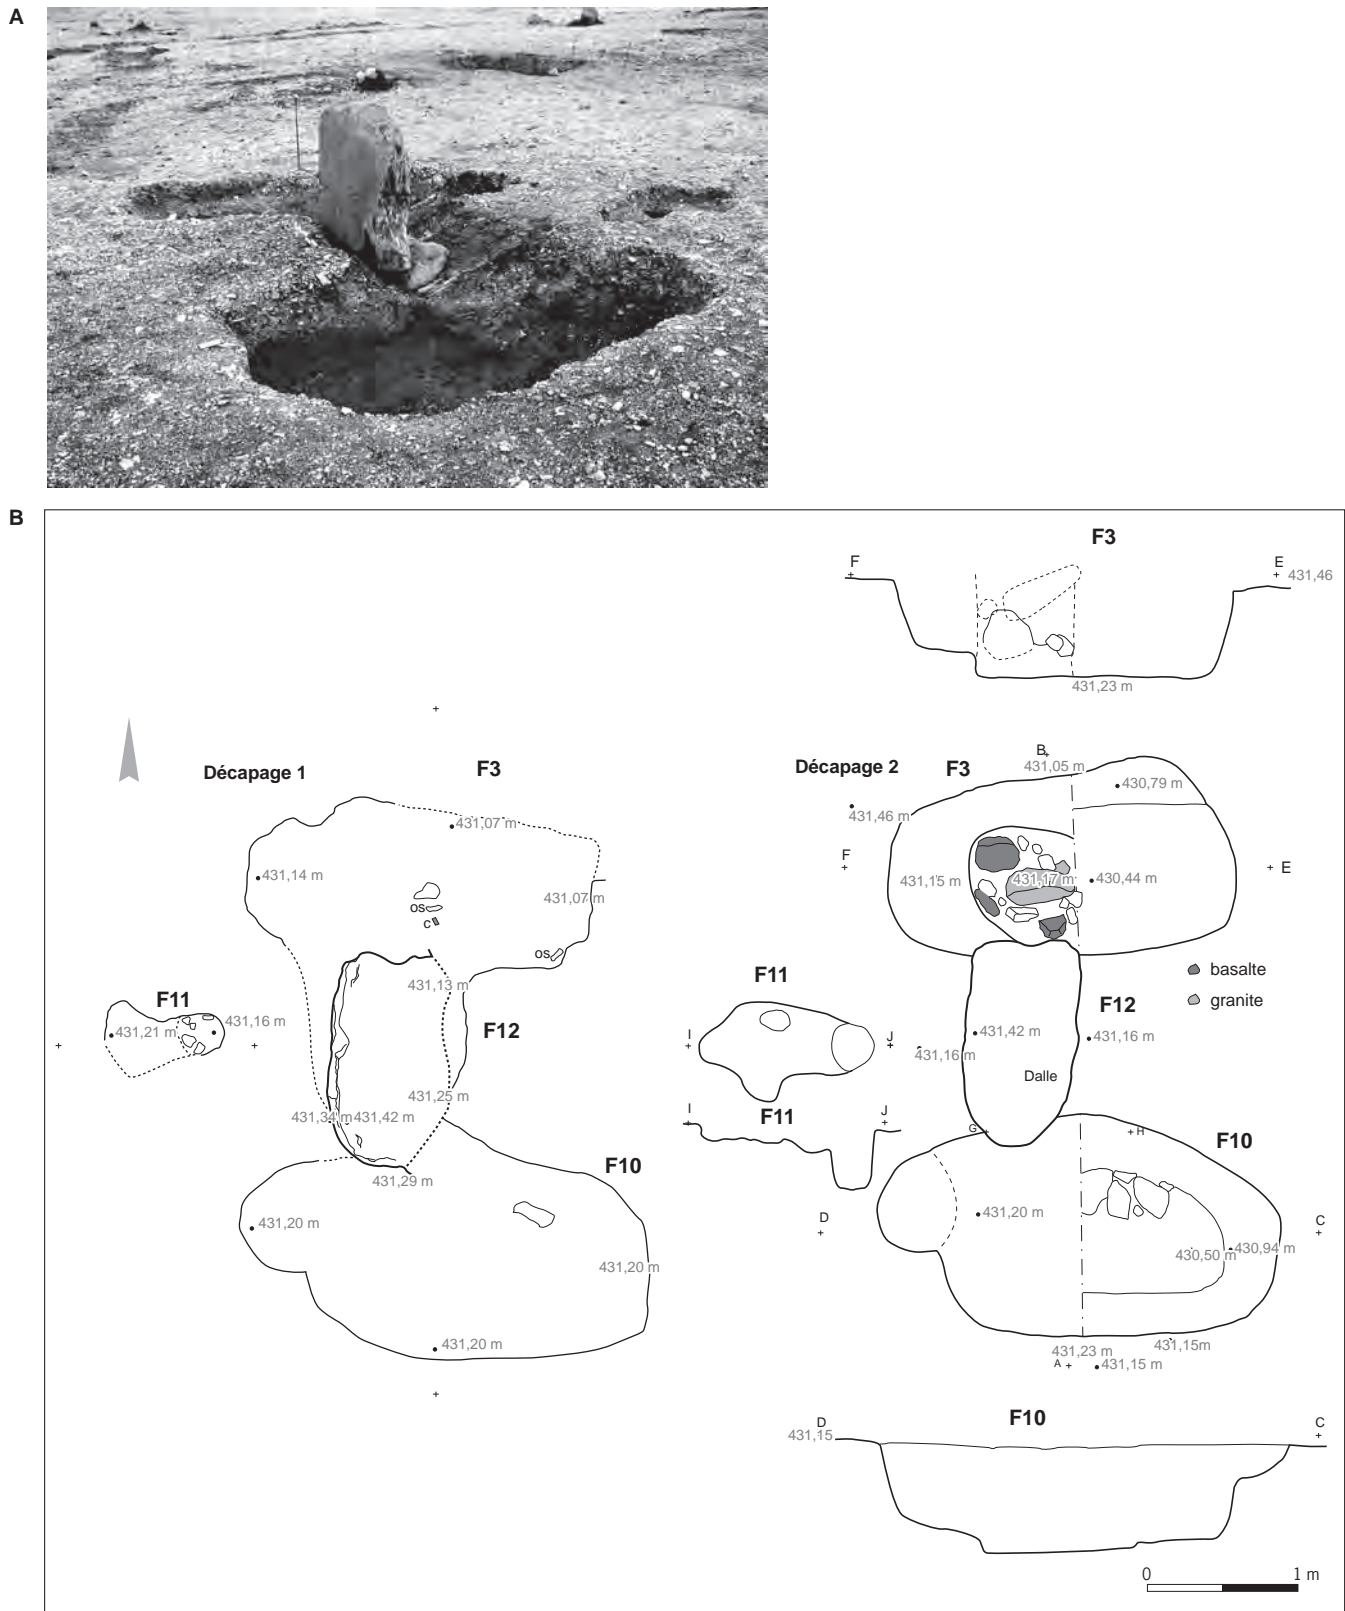 A
B
F3
F
E
431,46
431,23 m
Décapage 1
F3
431,07 m
431,14 m
431,07 m
os
c
os
431,13 m
F11
431,21 m
431,16 m
F12
431,25 m
431,34 m
431,42 m
431,29 m
F10
431,20 m
431,20 m
431,20 m
Décapage 2
F3
B
431,05 m
430,79 m
431,46 m
F
E
431,15 m
431,17 m
430,44 m
basalte
granite
F11
F12
I
J
431,42 m
431,16 m
431,16 m
Dalle
F11
I
J
G
H
F10
D
C
431,20 m
430,50 m
430,94 m
431,23 m
431,15m
A
431,15 m
D
F10
C
431,15
0
1 m